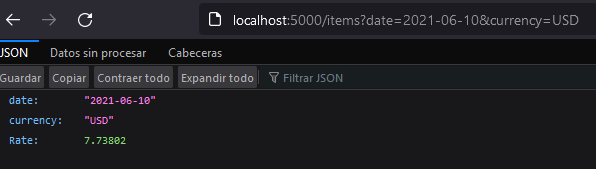 localhost:5000/items?date=2021-06-10&currency=USD
JSON Datos sin procesar Cabeceras
Guardar Copiar Contraer todo Expandir todo Filtrar JSON
date: "2021-06-10"
currency: "USD"
Rate: 7.73802